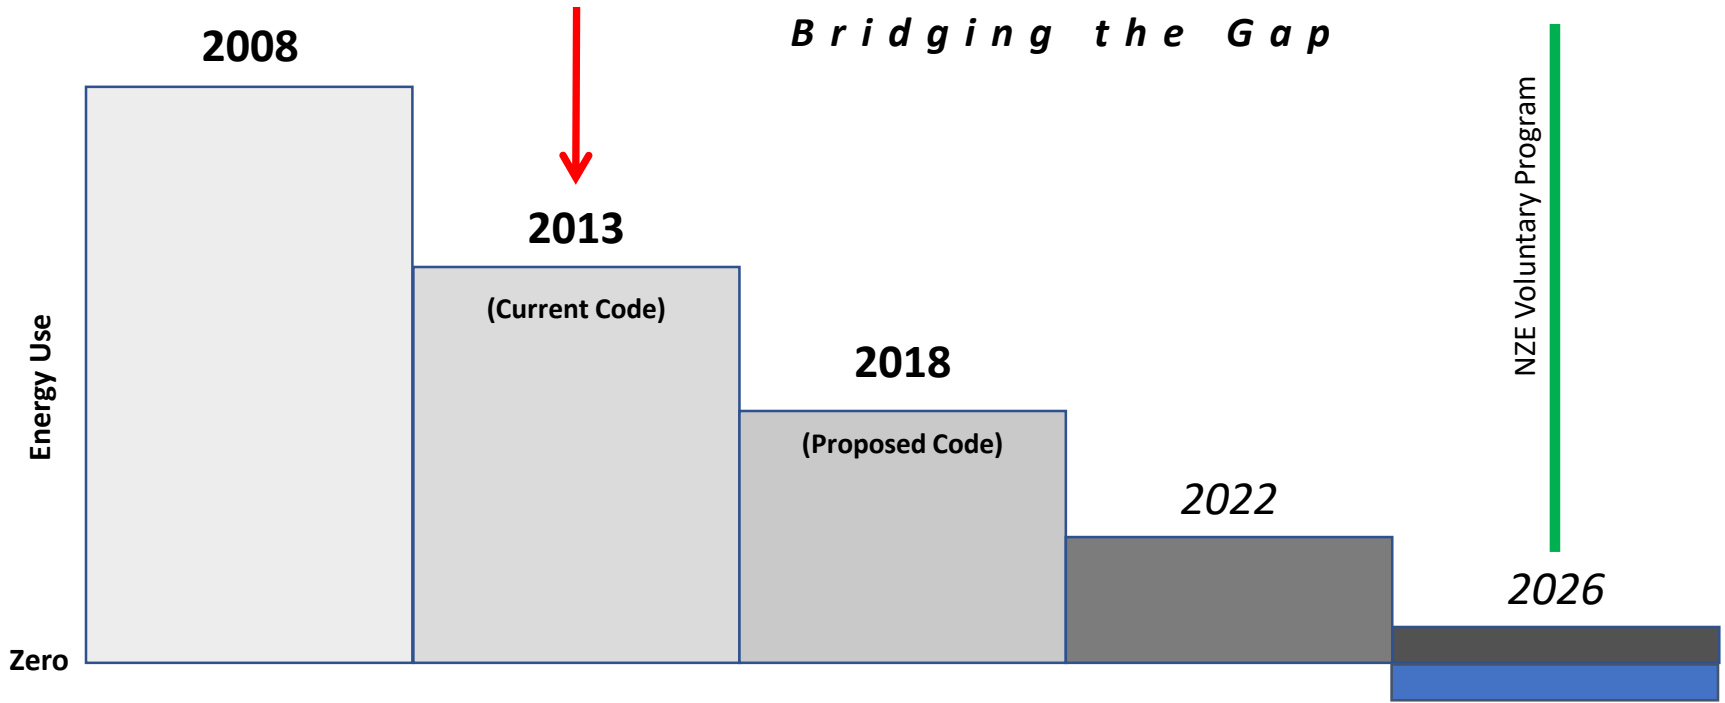 Bridging the Gap
2008
2013
(Current Code)
2018
(Proposed Code)
2022
2026
NZE Voluntary Program
Energy Use
Zero